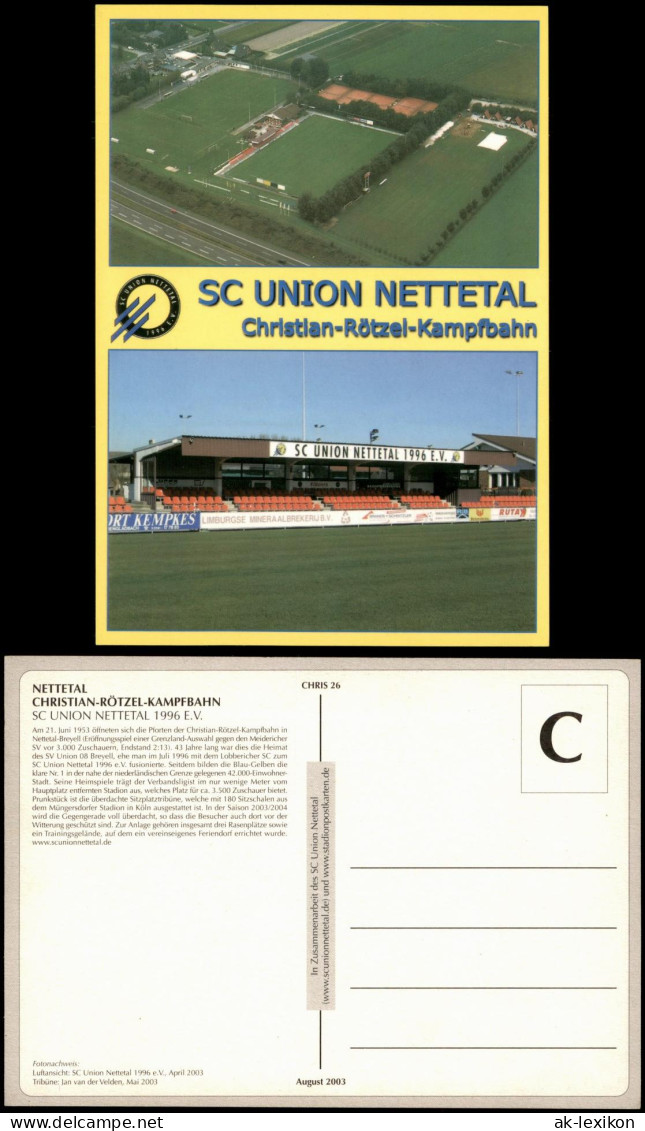 SC UNION NETTETAL
Christian-Rötzel-Kampfbahn
SC UNION NETTETAL
1996
SC UNION NETTETAL 1996 E.V.
ORT KEMPKES
LIMBURGSE MINERAALBREKERIJ B.V.
RUTA
NETTETAL
CHRISTIAN-RÖTZEL-KAMPFBAHN
SC UNION NETTETAL 1996 E.V.
Am 21. Juni 1953 öffneten sich die Pforten der Christian-Rötzel-Kampfbahn in
Nettetal-Breyell (Eröffnungsspiel einer Grenzland-Auswahl gegen den Meidericher
SV vor 3.000 Zuschauern, Endstand 2:13). 43 Jahre lang war dies die Heimat
des SV Union 08 Breyell, ehe man im Juli 1996 mit dem Lobbericher SC zum
SC Union Nettetal 1996 e.V. fusionierte. Seitdem bilden die Blau-Gelben die
klare Nr. 1 in der nahe der niederländischen Grenze gelegenen 42.000-Einwohner-
Stadt. Seine Heimspiele trägt der Verbandsligist im nur wenige Meter vom
Hauptplatz entfernten Stadion aus, welches Platz für ca. 3.500 Zuschauer bietet.
Prunkstück ist die überdachte Sitzplatztribüne, welche mit 180 Sitzschalen aus
dem Müngersdorfer Stadion in Köln ausgestattet ist. In der Saison 2003/2004
wird die Gegengerade voll überdacht, so dass die Besucher auch dort vor der
Witterung geschützt sind. Zur Anlage gehören insgesamt drei Rasenplätze sowie
ein Trainingsgelände, auf dem ein vereinseigenes Feriendorf errichtet wurde.
www.scunionnettetal.de
CHRIS 26
C
In Zusammenarbeit des SC Union Nettetal
(www.scunionnettetal.de) und www.stadionpostkarten.de
Fotonachweis:
Luftansicht: SC Union Nettetal 1996 e.V., April 2003
Tribüne: Jan van der Velden, Mai 2003
August 2003
ak-lexikon